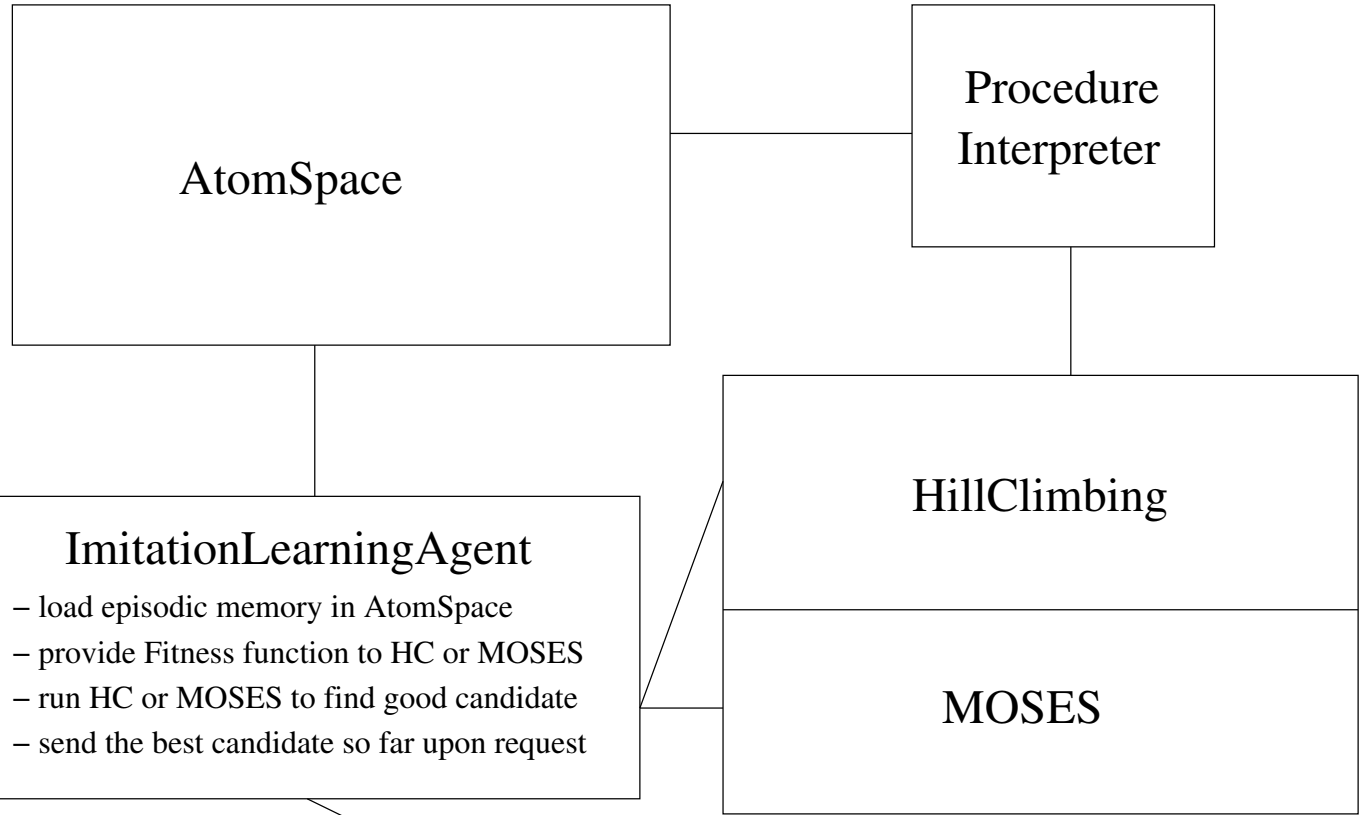 AtomSpace
Procedure
Interpreter
ImitationLearningAgent
– load episodic memory in AtomSpace
– provide Fitness function to HC or MOSES
– run HC or MOSES to find good candidate
– send the best candidate so far upon request
HillClimbing
MOSES